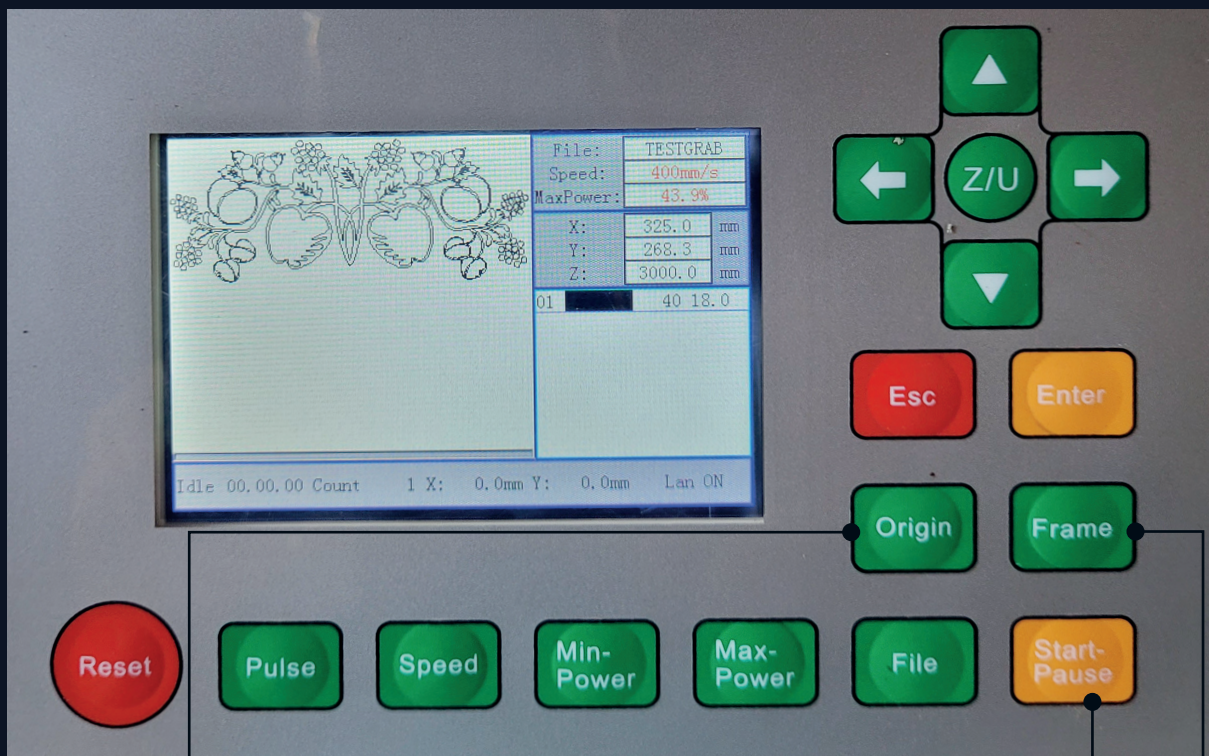 File: TESTGRAB
Speed: 400mm/s
MaxPower: 43.9%
X: 325.0 mm
Y: 268.3 mm
Z: 3000.0 mm
01 40 18.0
Idle 00.00.00 Count 1 X: 0.0mm Y: 0.0mm Lan ON
Z/U
Esc
Enter
Origin
Frame
Reset
Pulse
Speed
Min-
Power
Max-
Power
File
Start-
Pause